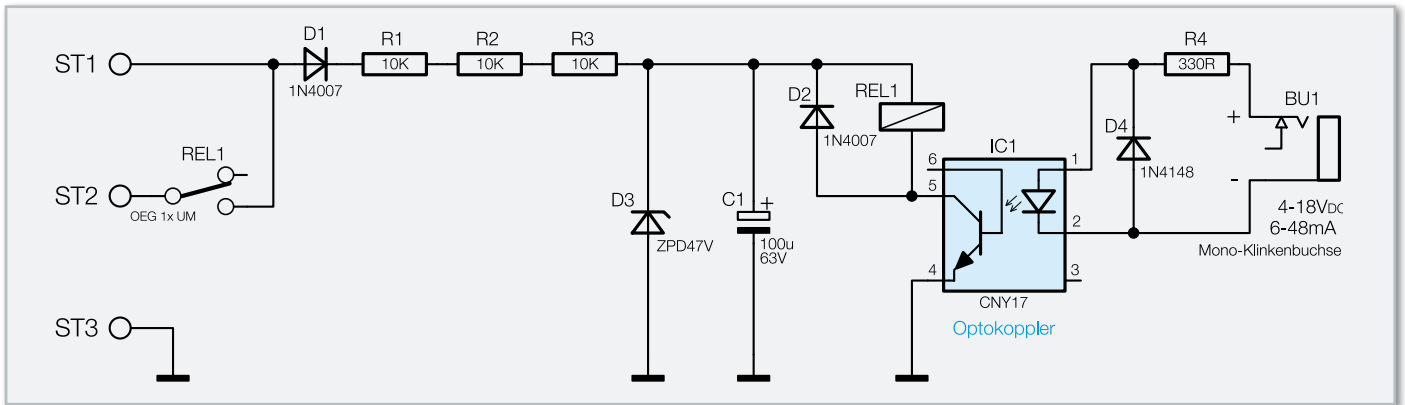 ST1
D1
1N4007
R1
10K
R2
10K
R3
10K
R4
330R
BU1
+
-
4-18VDC
6-48mA
Mono-Klinkenbuchse
D2
1N4007
REL1
D4
1N4148
IC1
6
5
4
1
2
3
CNY17
Optokoppler
REL1
ST2
OEG 1x UM
D3
ZPD47V
C1
+
100u
63V
ST3